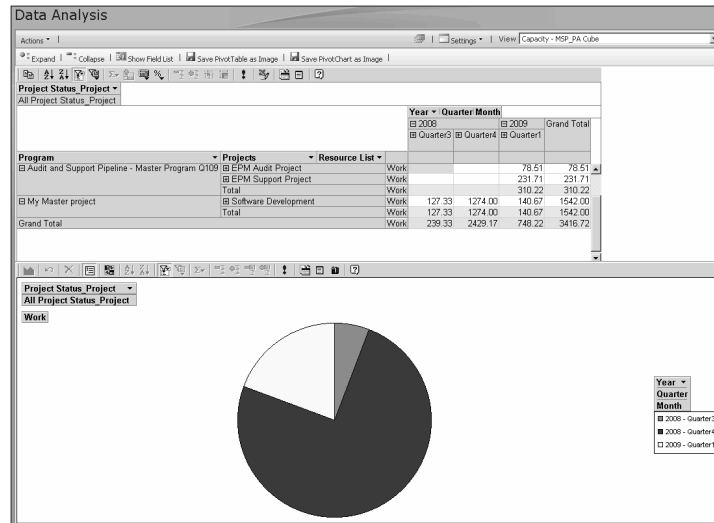 Data Analysis
Actions Settings View Capacity - MSP_PA Cube
Expand Collapse Show Field List Save PivotTable as Image Save PivotChart as Image
Project Status_Project
All Project Status_Project
Year Quarter Month
2008 2009 Grand Total
Quarter3 Quarter4 Quarter1
Program Projects Resource List
Audit and Support Pipeline - Master Program Q109 EPM Audit Project Work 78.51 78.51
EPM Support Project Work 231.71 231.71
Total Work 310.22 310.22
My Master project Software Development Work 127.33 1274.00 140.67 1542.00
Total Work 127.33 1274.00 140.67 1542.00
Grand Total Work 239.33 2429.17 748.22 3416.72
Project Status_Project
All Project Status_Project
Work
Year
Quarter
Month
2008 - Quarter3
2008 - Quarter4
2009 - Quarter1